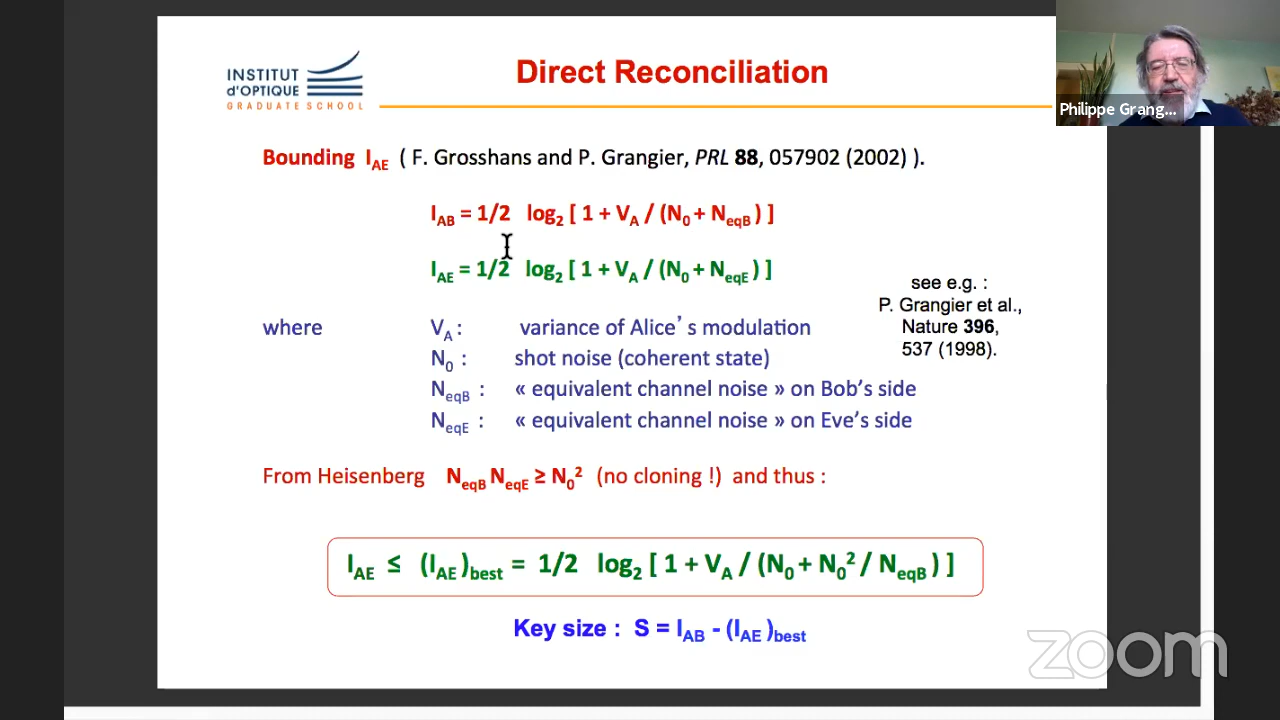 INSTITUT
d'OPTIQUE
GRADUATE SCHOOL
Direct Reconciliation
Philippe Grang...
Bounding I_AE ( F. Grosshans and P. Grangier, PRL 88, 057902 (2002) ).
I_AB = 1/2 log_2 [ 1 + V_A / (N_0 + N_eqB ) ]
I_AE = 1/2 log_2 [ 1 + V_A / (N_0 + N_eqE ) ]
see e.g. :
P. Grangier et al.,
Nature 396,
537 (1998).
where V_A : variance of Alice's modulation
N_0 : shot noise (coherent state)
N_eqB : « equivalent channel noise » on Bob's side
N_eqE : « equivalent channel noise » on Eve's side
From Heisenberg N_eqB N_eqE ≥ N_0² (no cloning !) and thus :
I_AE ≤ (I_AE )_best = 1/2 log_2 [ 1 + V_A / (N_0 + N_0² / N_eqB ) ]
Key size : S = I_AB - (I_AE )_best
zoom